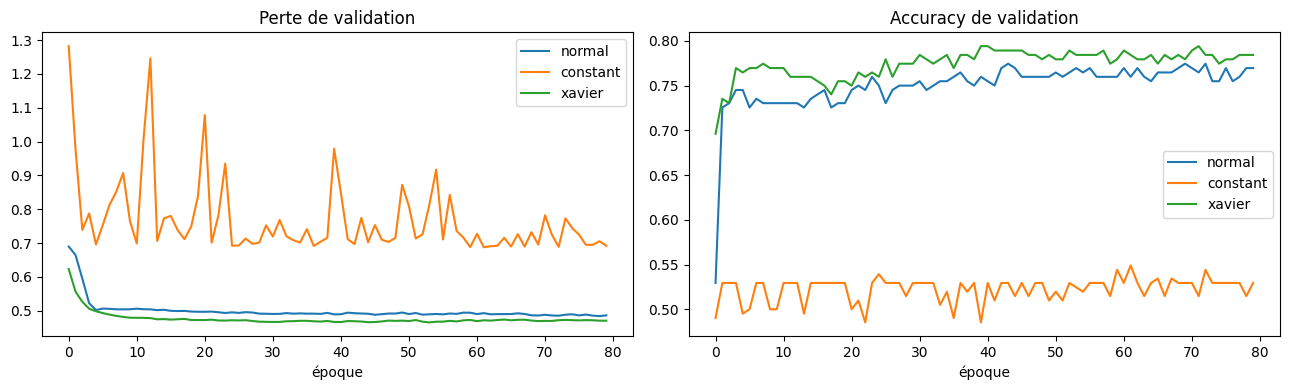 Perte de validation
1.3
1.2
1.1
1.0
0.9
0.8
0.7
0.6
0.5
0 10 20 30 40 50 60 70 80
époque
normal
constant
xavier
Accuracy de validation
0.80
0.75
0.70
0.65
0.60
0.55
0.50
0 10 20 30 40 50 60 70 80
époque
normal
constant
xavier